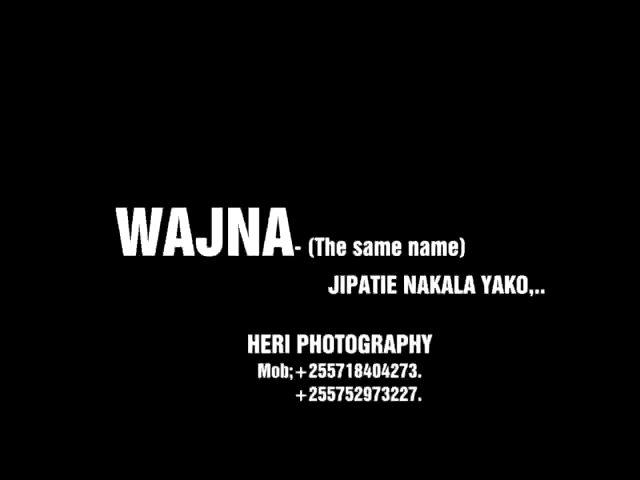 WAJNA- (The same name)
JIPATIE NAKALA YAKO,..
HERI PHOTOGRAPHY
Mob;+255718404273.
+255752973227.